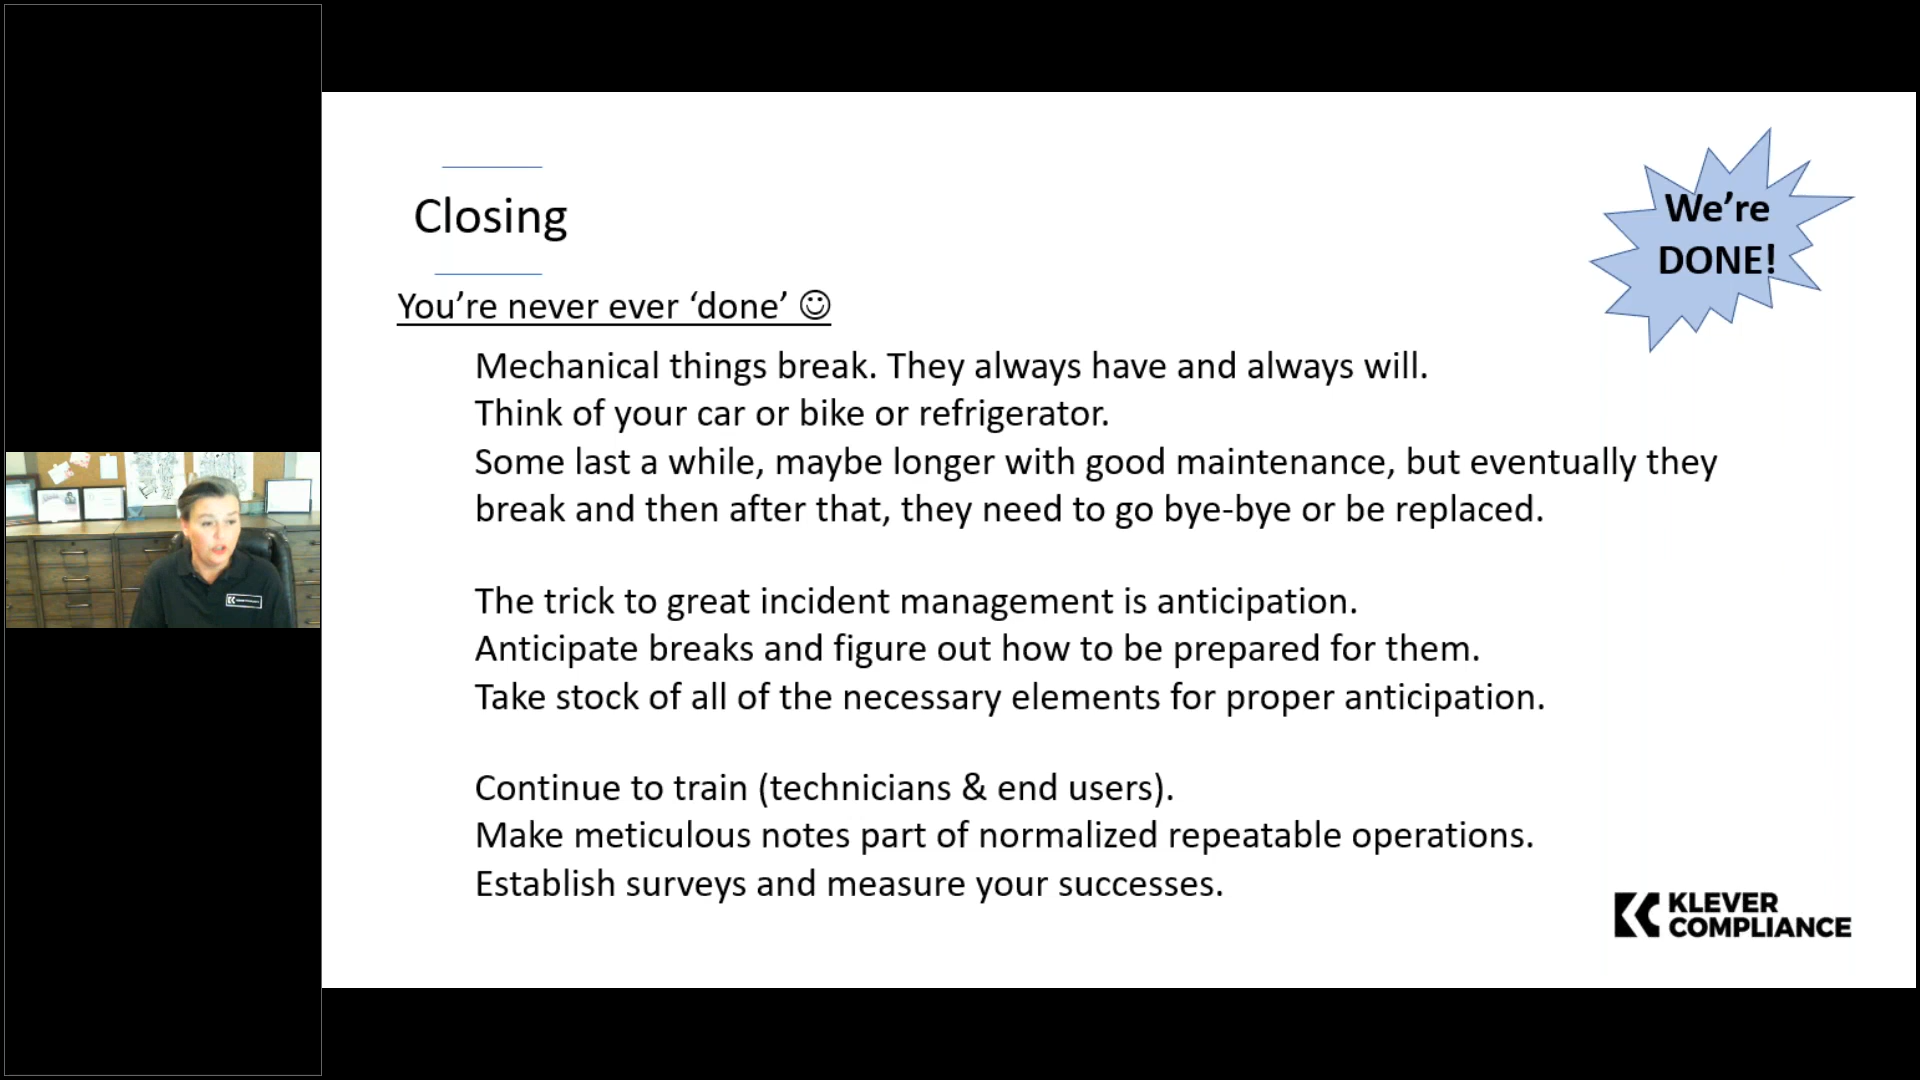 Closing
We’re
DONE!
You’re never ever ‘done’ ☺
Mechanical things break. They always have and always will.
Think of your car or bike or refrigerator.
Some last a while, maybe longer with good maintenance, but eventually they
break and then after that, they need to go bye-bye or be replaced.
The trick to great incident management is anticipation.
Anticipate breaks and figure out how to be prepared for them.
Take stock of all of the necessary elements for proper anticipation.
Continue to train (technicians & end users).
Make meticulous notes part of normalized repeatable operations.
Establish surveys and measure your successes.
KLEVER
COMPLIANCE